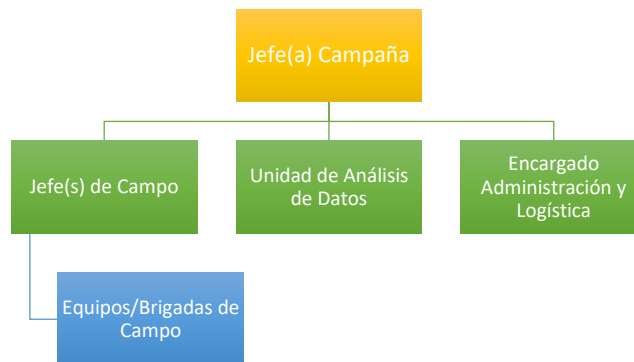 Jefe(a) Campaña
Jefe(s) de Campo
Unidad de Análisis
de Datos
Encargado
Administración y
Logística
Equipos/Brigadas de
Campo